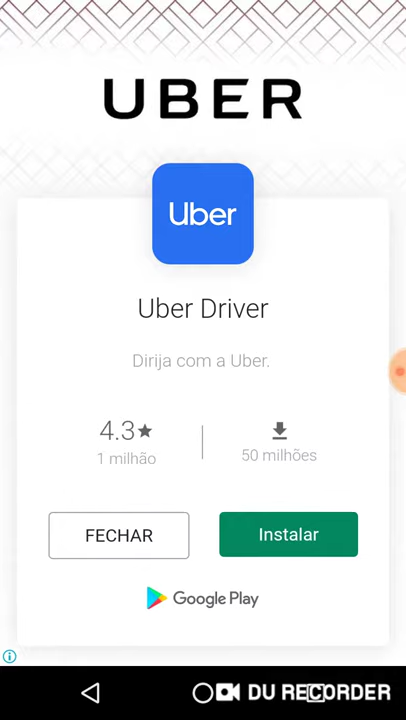 UBER
Uber
Uber Driver
Dirija com a Uber.
4.3★
1 milhão
50 milhões
FECHAR
Instalar
Google Play
DU RECORDER